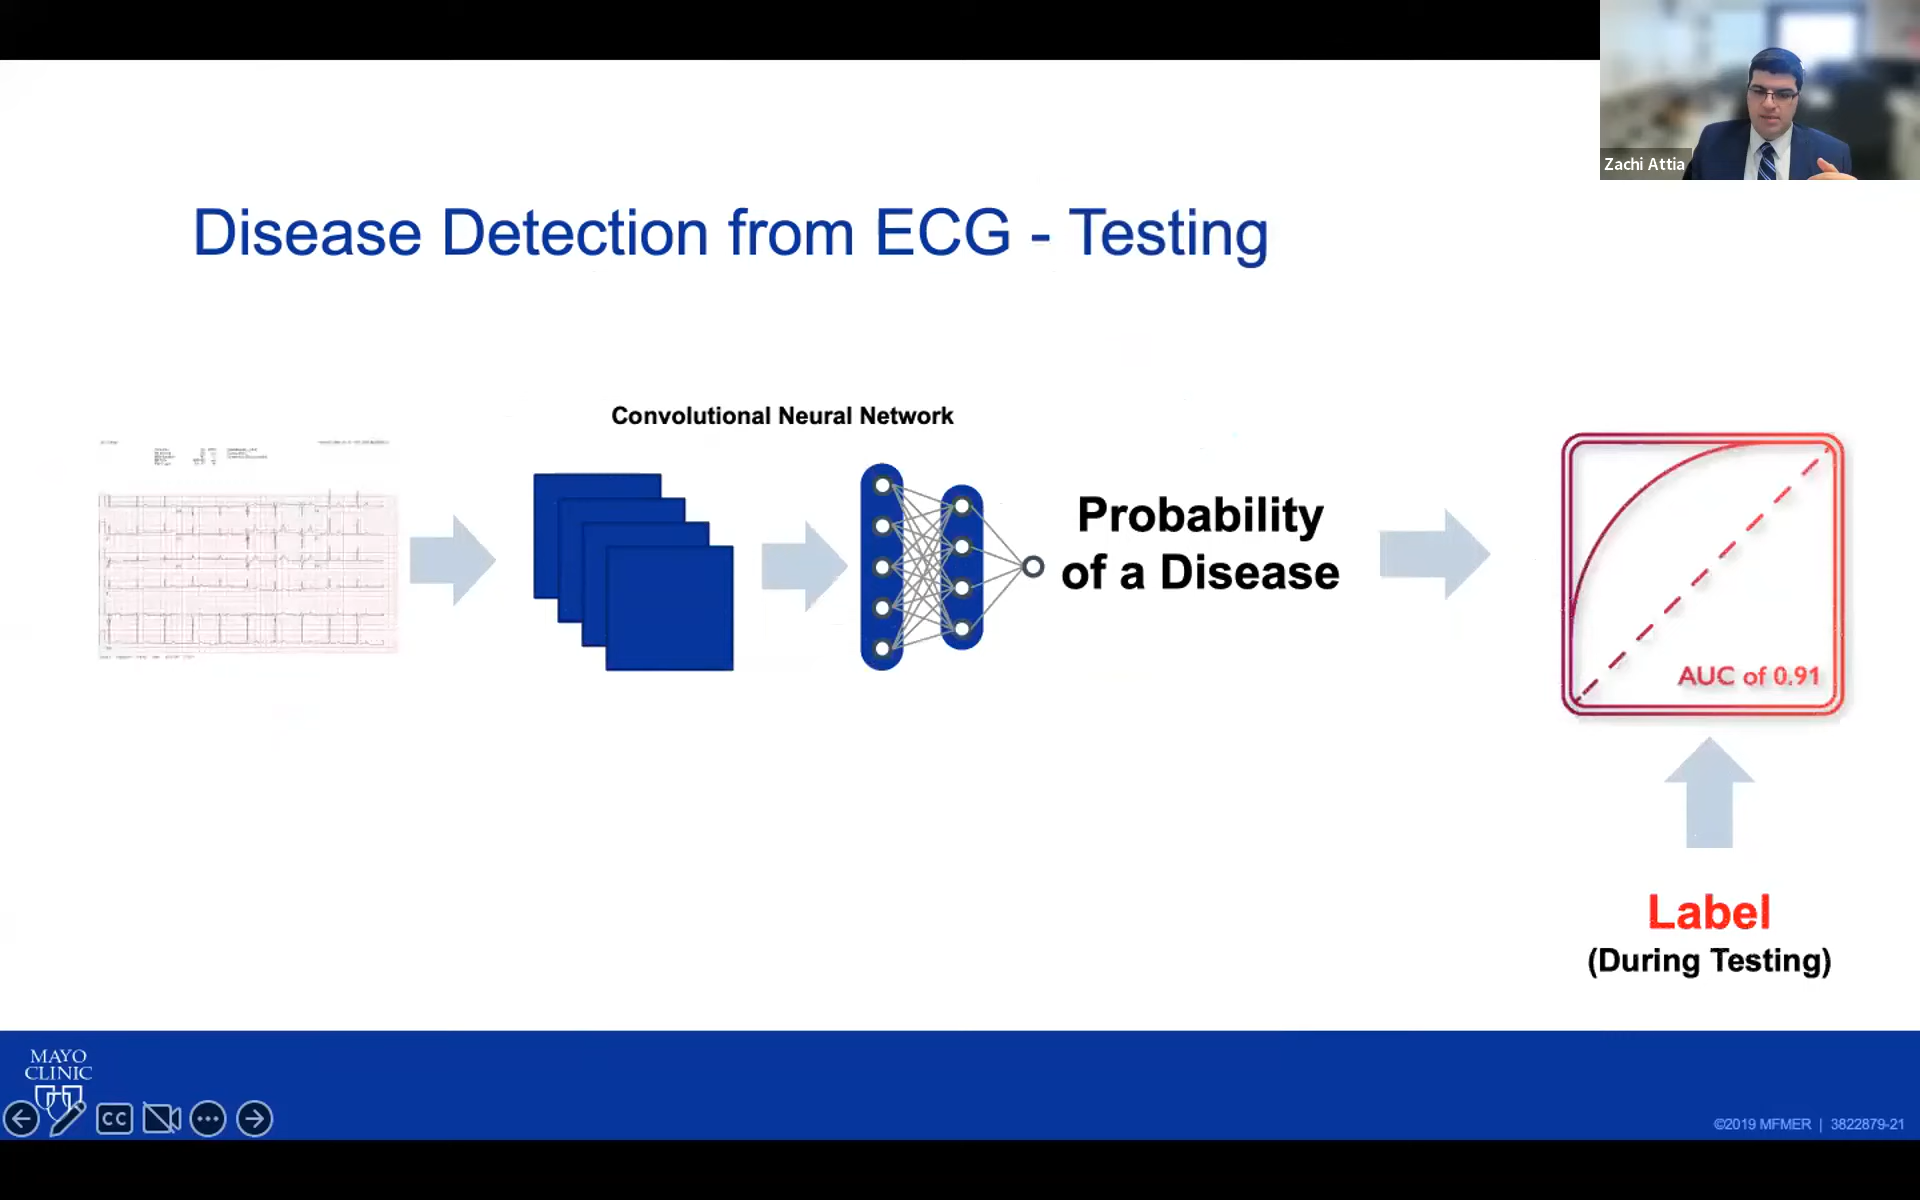 Zachi Attia
Disease Detection from ECG - Testing
Convolutional Neural Network
Probability
of a Disease
AUC of 0.91
Label
(During Testing)
MAYO
CLINIC
CC
©2019 MFMER | 3822879-21